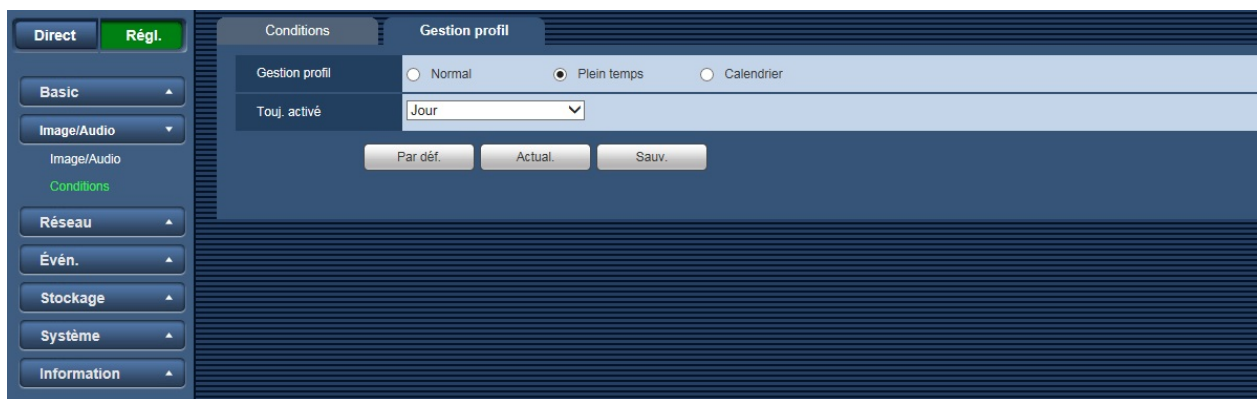 Direct
Régl.
Basic
Image/Audio
Image/Audio
Conditions
Réseau
Évén.
Stockage
Système
Information
Conditions
Gestion profil
Gestion profil
Normal
Plein temps
Calendrier
Touj. activé
Jour
Par déf.
Actual.
Sauv.